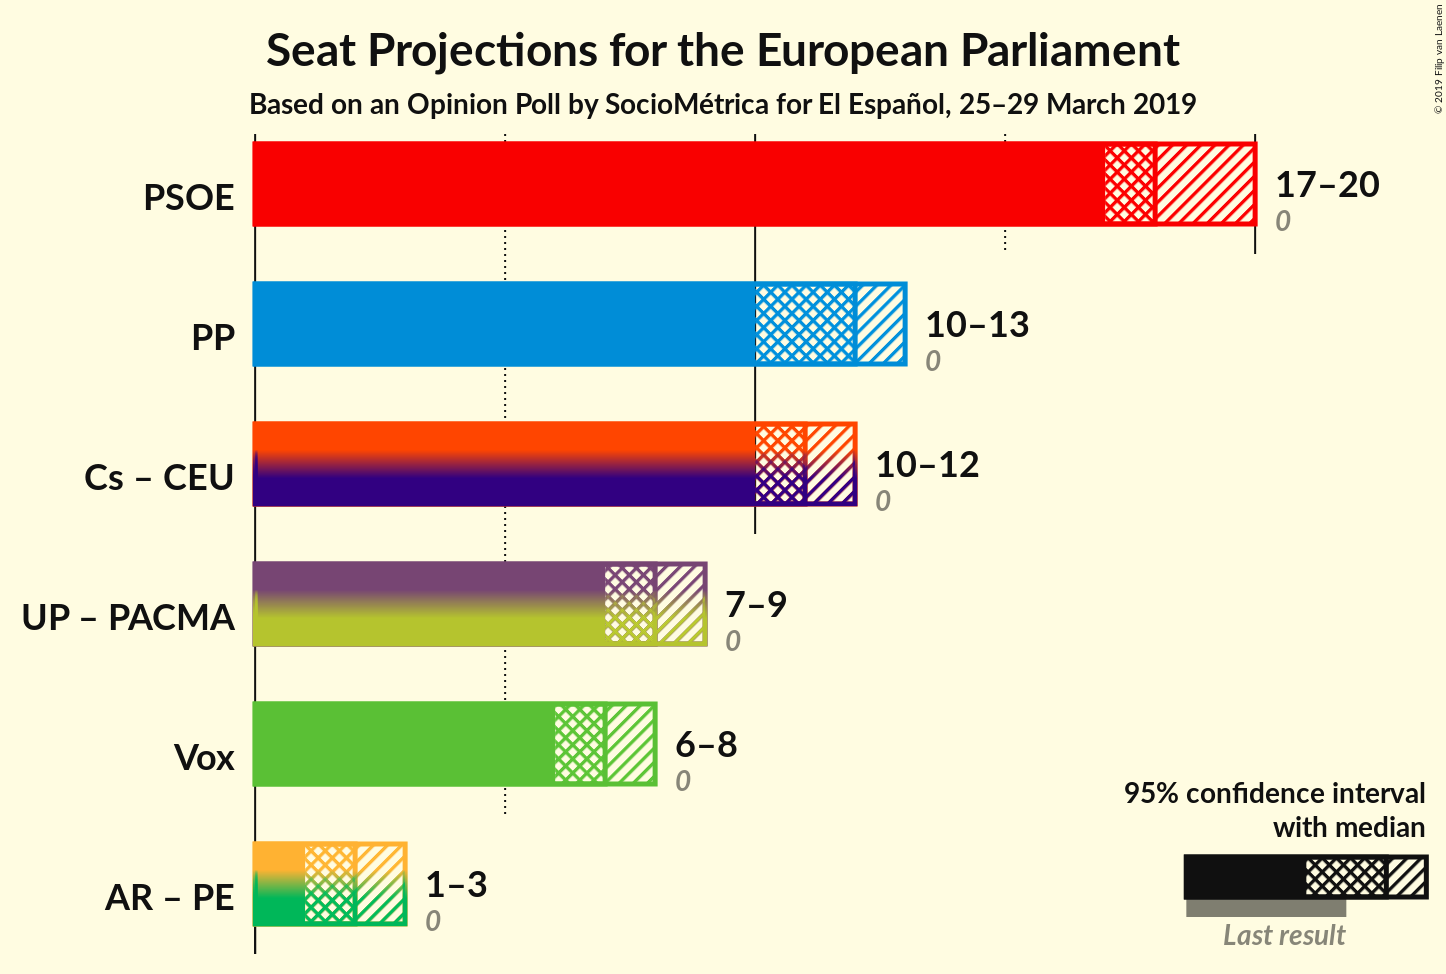 Seat Projections for the European Parliament
Based on an Opinion Poll by SocioMétrica for El Español, 25–29 March 2019
© 2019 Filip van Laenen
PSOE
17–20
0
PP
10–13
0
Cs – CEU
10–12
0
UP – PACMA
7–9
0
Vox
6–8
0
AR – PE
1–3
0
95% confidence interval
with median
Last result